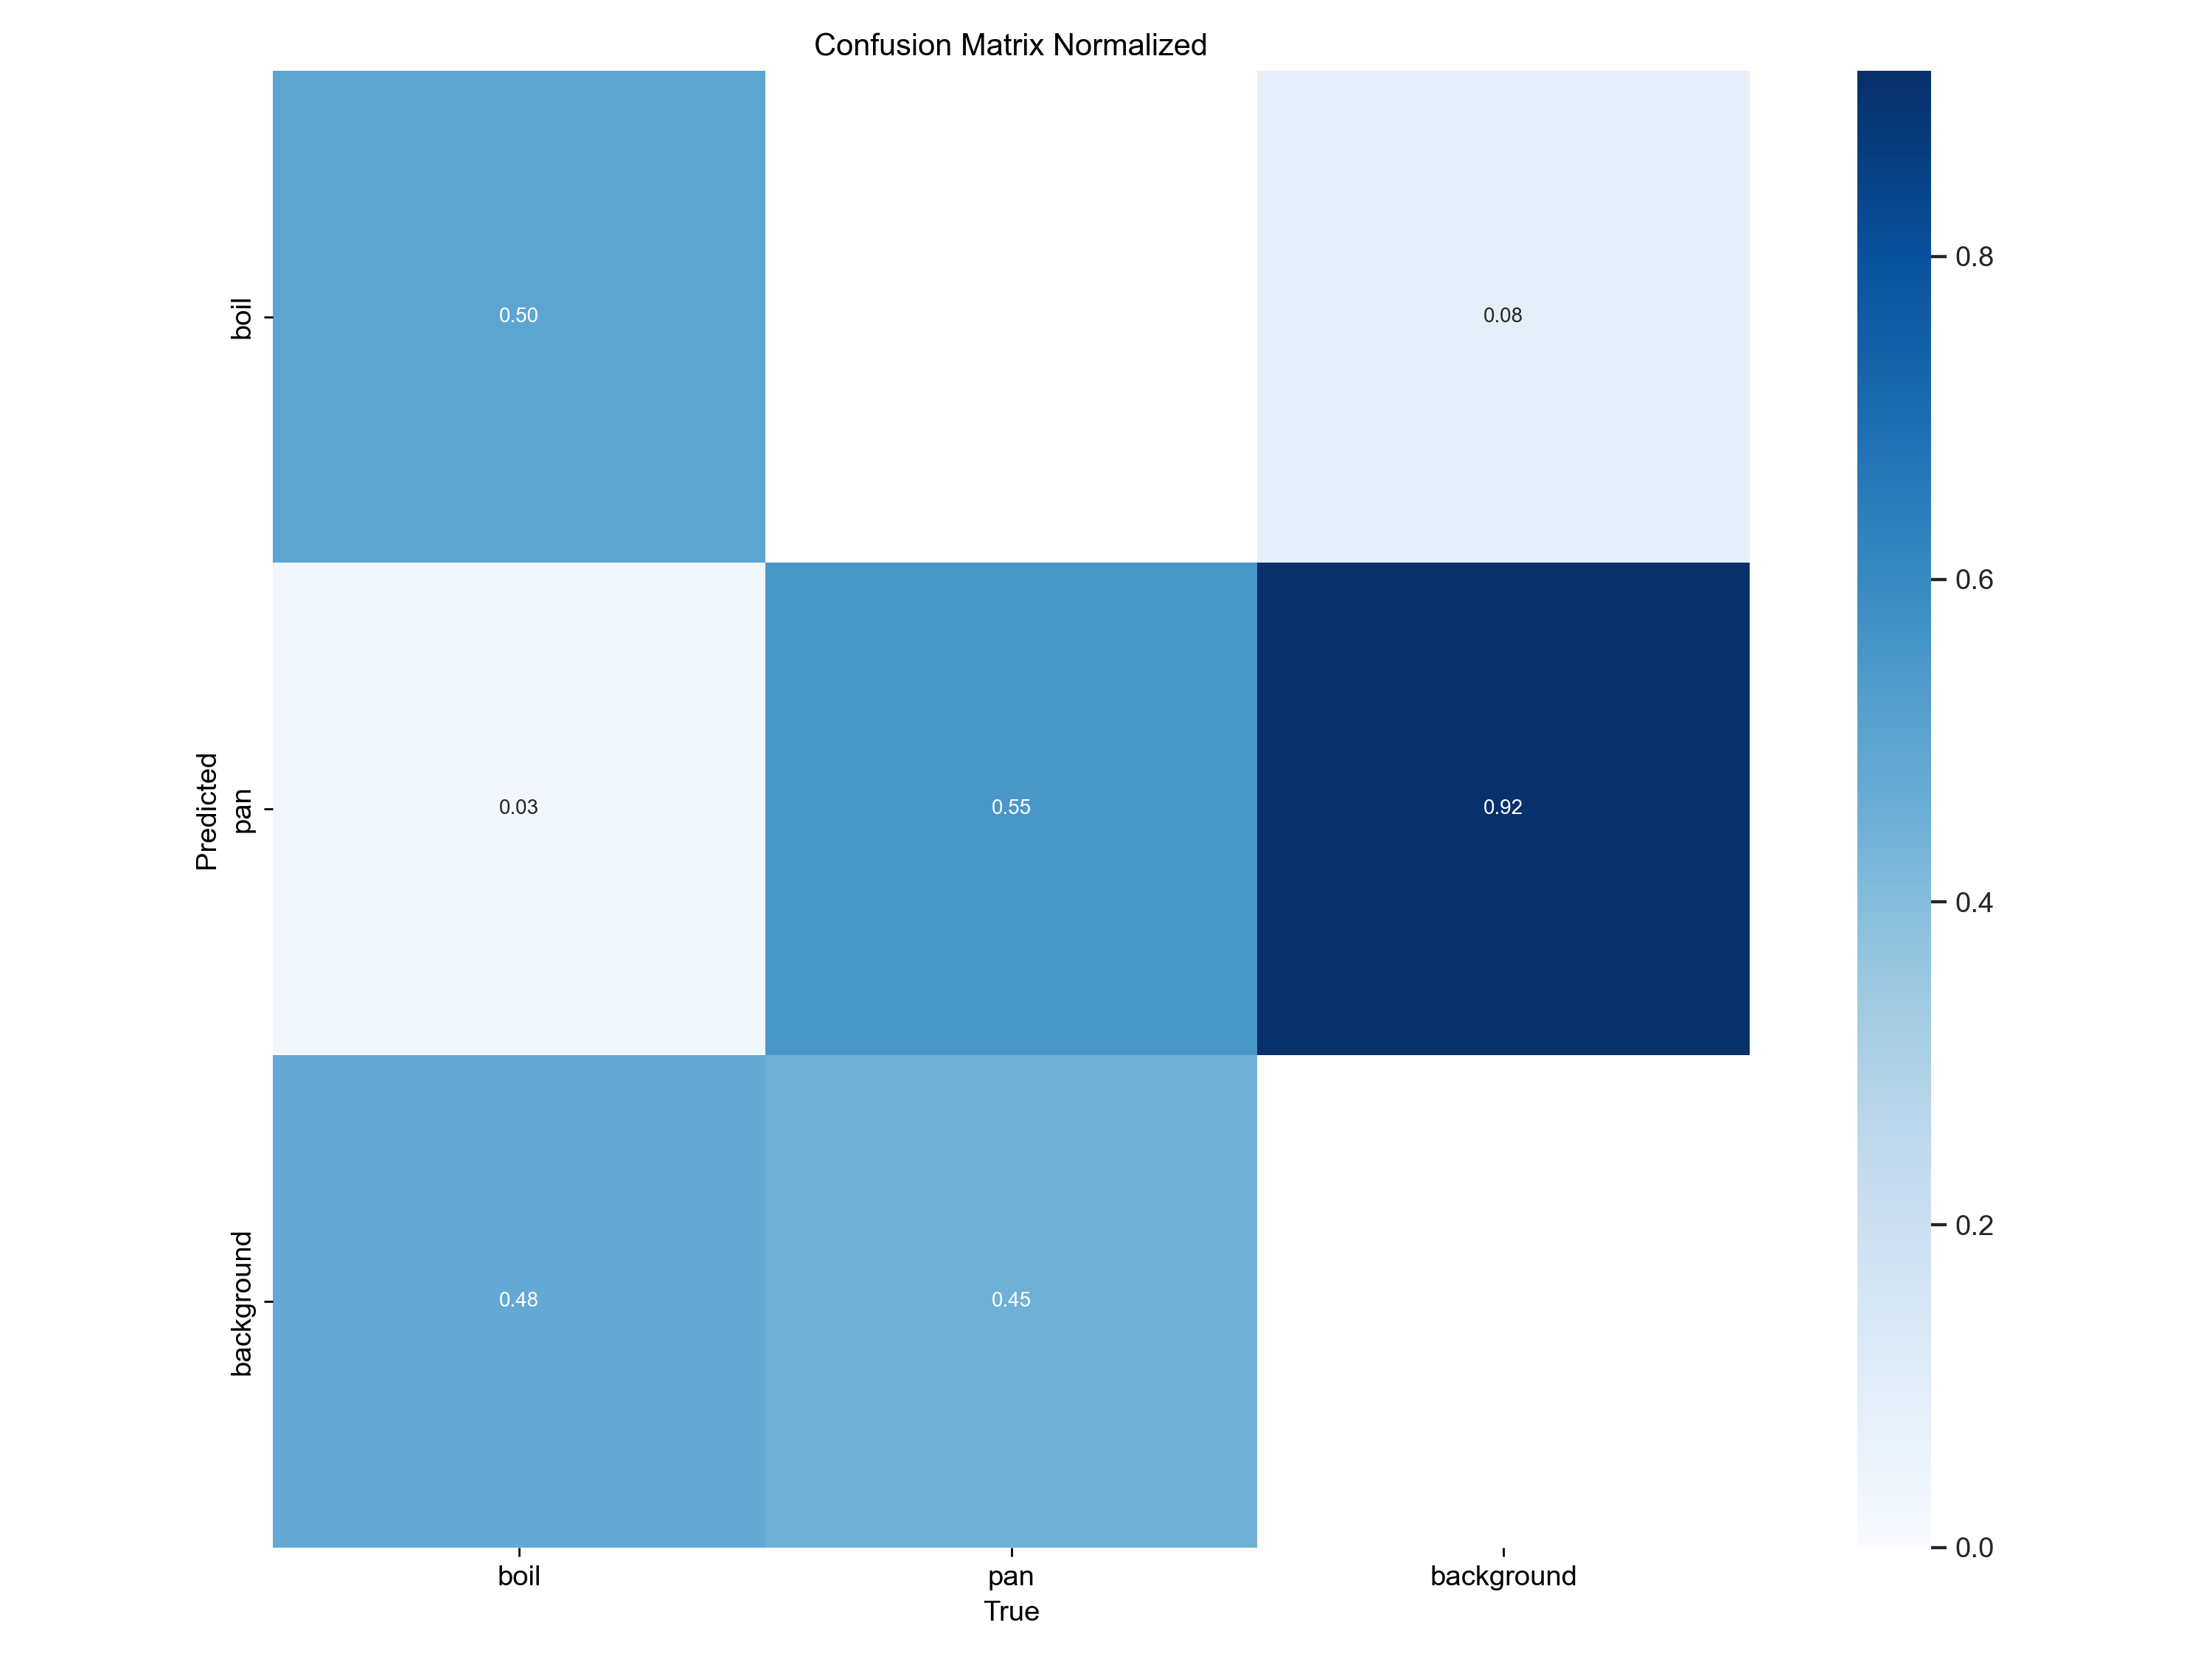 Confusion Matrix Normalized
boil
0.50
0.08
0.8
0.6
Predicted
pan
0.03
0.55
0.92
0.4
0.2
background
0.48
0.45
0.0
boil
pan
background
True